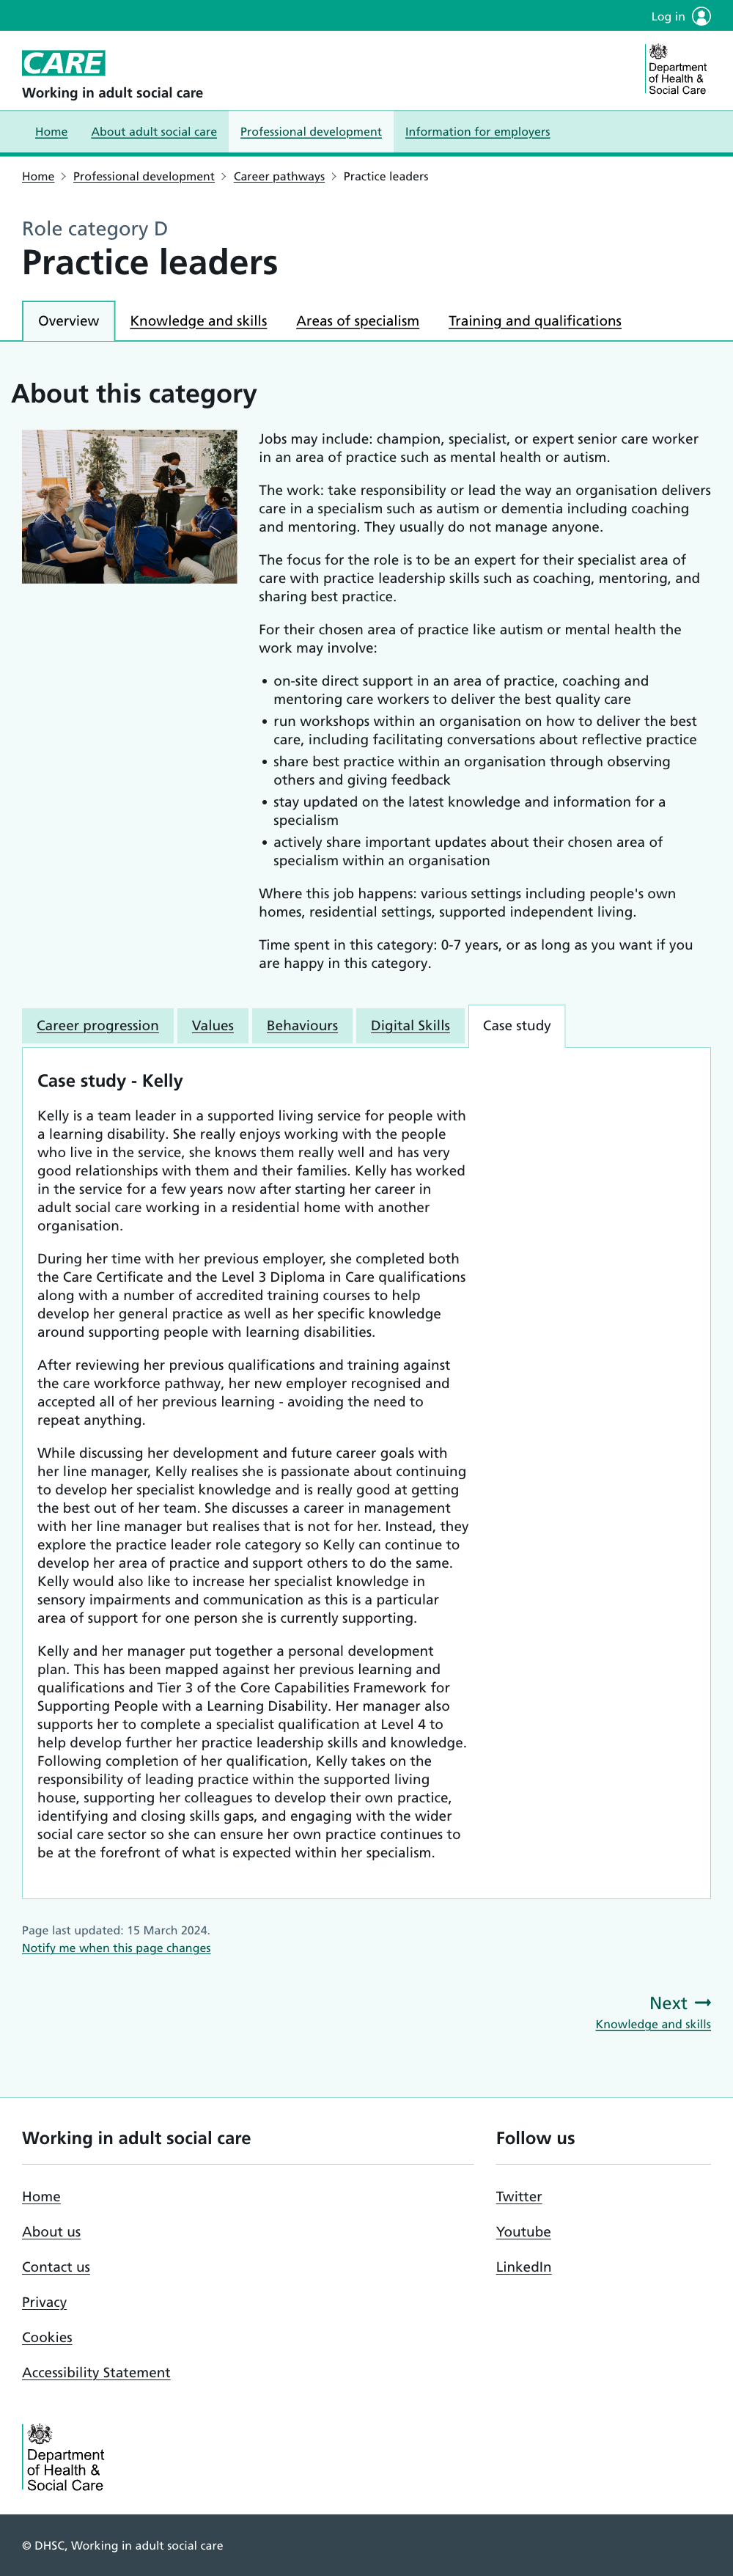 Log in
CARE
Working in adult social care
Department
of Health &
Social Care
Home
About adult social care
Professional development
Information for employers
Home
Professional development
Career pathways
Practice leaders
Role category D
Practice leaders
Overview
Knowledge and skills
Areas of specialism
Training and qualifications
About this category
Jobs may include: champion, specialist, or expert senior care worker
in an area of practice such as mental health or autism.
The work: take responsibility or lead the way an organisation delivers
care in a specialism such as autism or dementia including coaching
and mentoring. They usually do not manage anyone.
The focus for the role is to be an expert for their specialist area of
care with practice leadership skills such as coaching, mentoring, and
sharing best practice.
For their chosen area of practice like autism or mental health the
work may involve:
• on-site direct support in an area of practice, coaching and
mentoring care workers to deliver the best quality care
• run workshops within an organisation on how to deliver the best
care, including facilitating conversations about reflective practice
• share best practice within an organisation through observing
others and giving feedback
• stay updated on the latest knowledge and information for a
specialism
• actively share important updates about their chosen area of
specialism within an organisation
Where this job happens: various settings including people's own
homes, residential settings, supported independent living.
Time spent in this category: 0-7 years, or as long as you want if you
are happy in this category.
Career progression
Values
Behaviours
Digital Skills
Case study
Case study - Kelly
Kelly is a team leader in a supported living service for people with
a learning disability. She really enjoys working with the people
who live in the service, she knows them really well and has very
good relationships with them and their families. Kelly has worked
in the service for a few years now after starting her career in
adult social care working in a residential home with another
organisation.
During her time with her previous employer, she completed both
the Care Certificate and the Level 3 Diploma in Care qualifications
along with a number of accredited training courses to help
develop her general practice as well as her specific knowledge
around supporting people with learning disabilities.
After reviewing her previous qualifications and training against
the care workforce pathway, her new employer recognised and
accepted all of her previous learning - avoiding the need to
repeat anything.
While discussing her development and future career goals with
her line manager, Kelly realises she is passionate about continuing
to develop her specialist knowledge and is really good at getting
the best out of her team. She discusses a career in management
with her line manager but realises that is not for her. Instead, they
explore the practice leader role category so Kelly can continue to
develop her area of practice and support others to do the same.
Kelly would also like to increase her specialist knowledge in
sensory impairments and communication as this is a particular
area of support for one person she is currently supporting.
Kelly and her manager put together a personal development
plan. This has been mapped against her previous learning and
qualifications and Tier 3 of the Core Capabilities Framework for
Supporting People with a Learning Disability. Her manager also
supports her to complete a specialist qualification at Level 4 to
help develop further her practice leadership skills and knowledge.
Following completion of her qualification, Kelly takes on the
responsibility of leading practice within the supported living
house, supporting her colleagues to develop their own practice,
identifying and closing skills gaps, and engaging with the wider
social care sector so she can ensure her own practice continues to
be at the forefront of what is expected within her specialism.
Page last updated: 15 March 2024.
Notify me when this page changes
Next
Knowledge and skills
Working in adult social care
Home
About us
Contact us
Privacy
Cookies
Accessibility Statement
Follow us
Twitter
Youtube
LinkedIn
Department
of Health &
Social Care
© DHSC, Working in adult social care